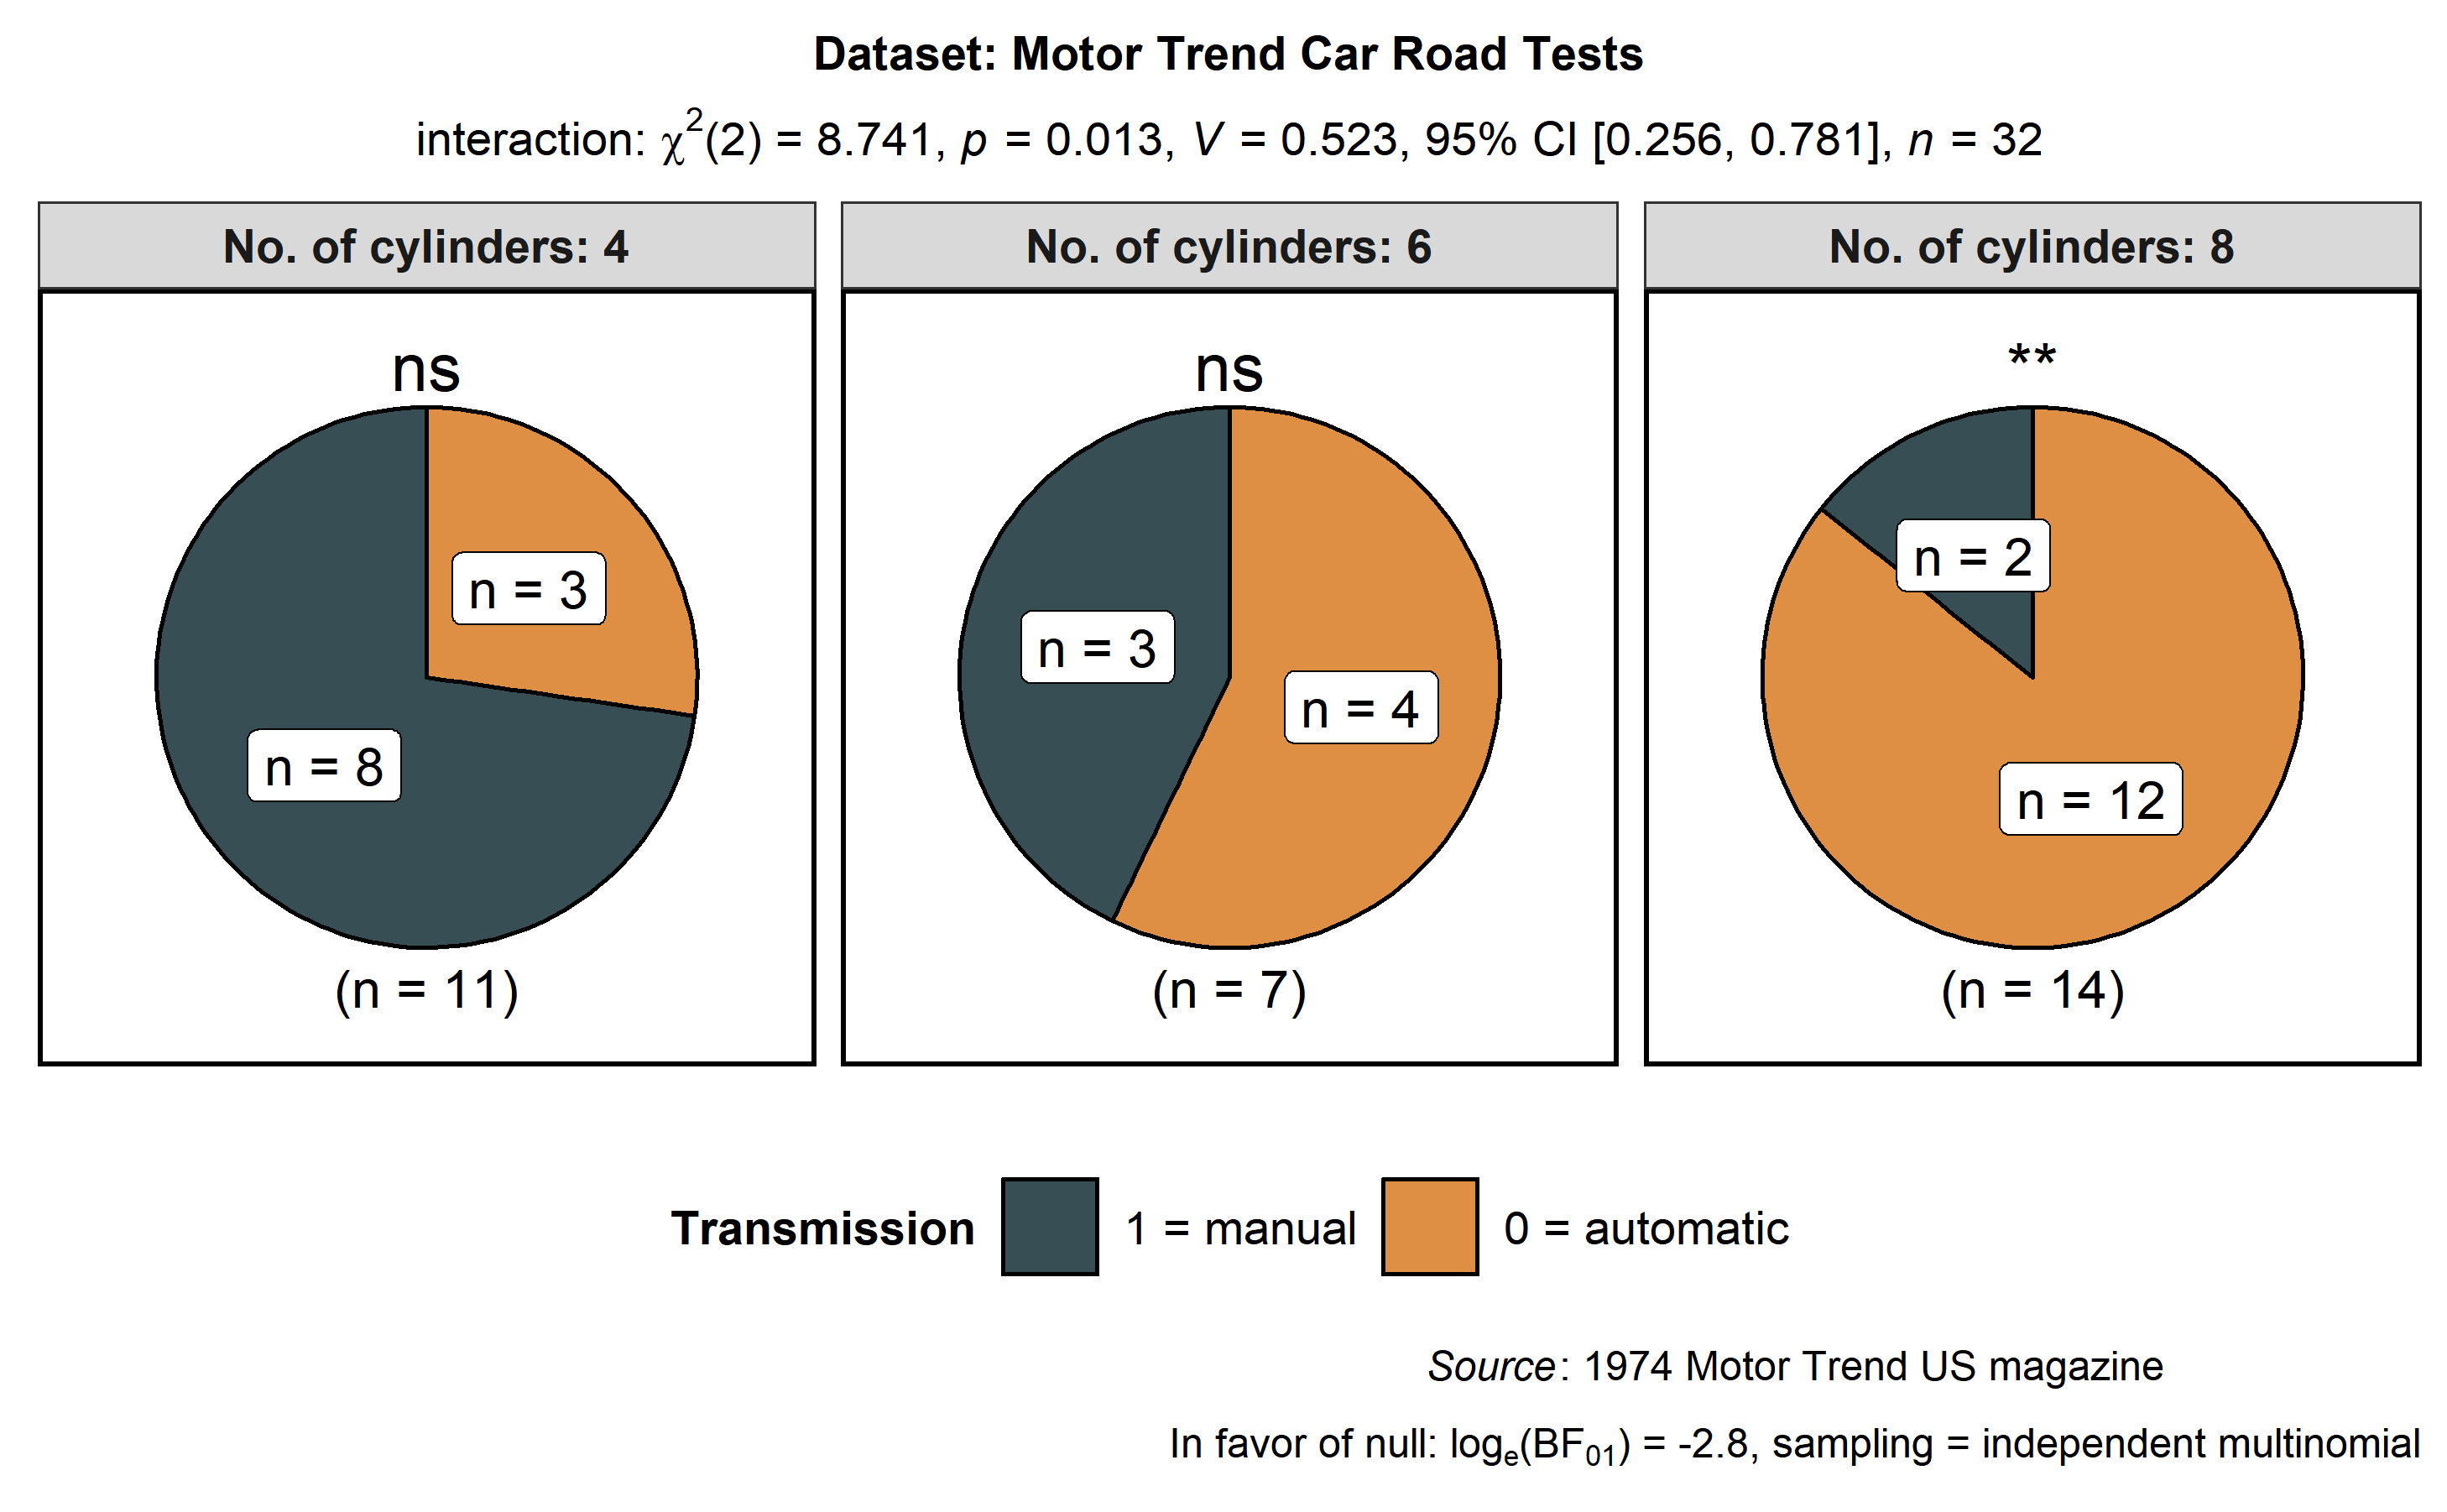 Dataset: Motor Trend Car Road Tests
interaction: χ²(2) = 8.741, p = 0.013, V = 0.523, 95% CI [0.256, 0.781], n = 32
No. of cylinders: 4
ns
n = 3
n = 8
(n = 11)
No. of cylinders: 6
ns
n = 3
n = 4
(n = 7)
No. of cylinders: 8
**
n = 2
n = 12
(n = 14)
Transmission 1 = manual 0 = automatic
Source: 1974 Motor Trend US magazine
In favor of null: logₑ(BF₀₁) = -2.8, sampling = independent multinomial